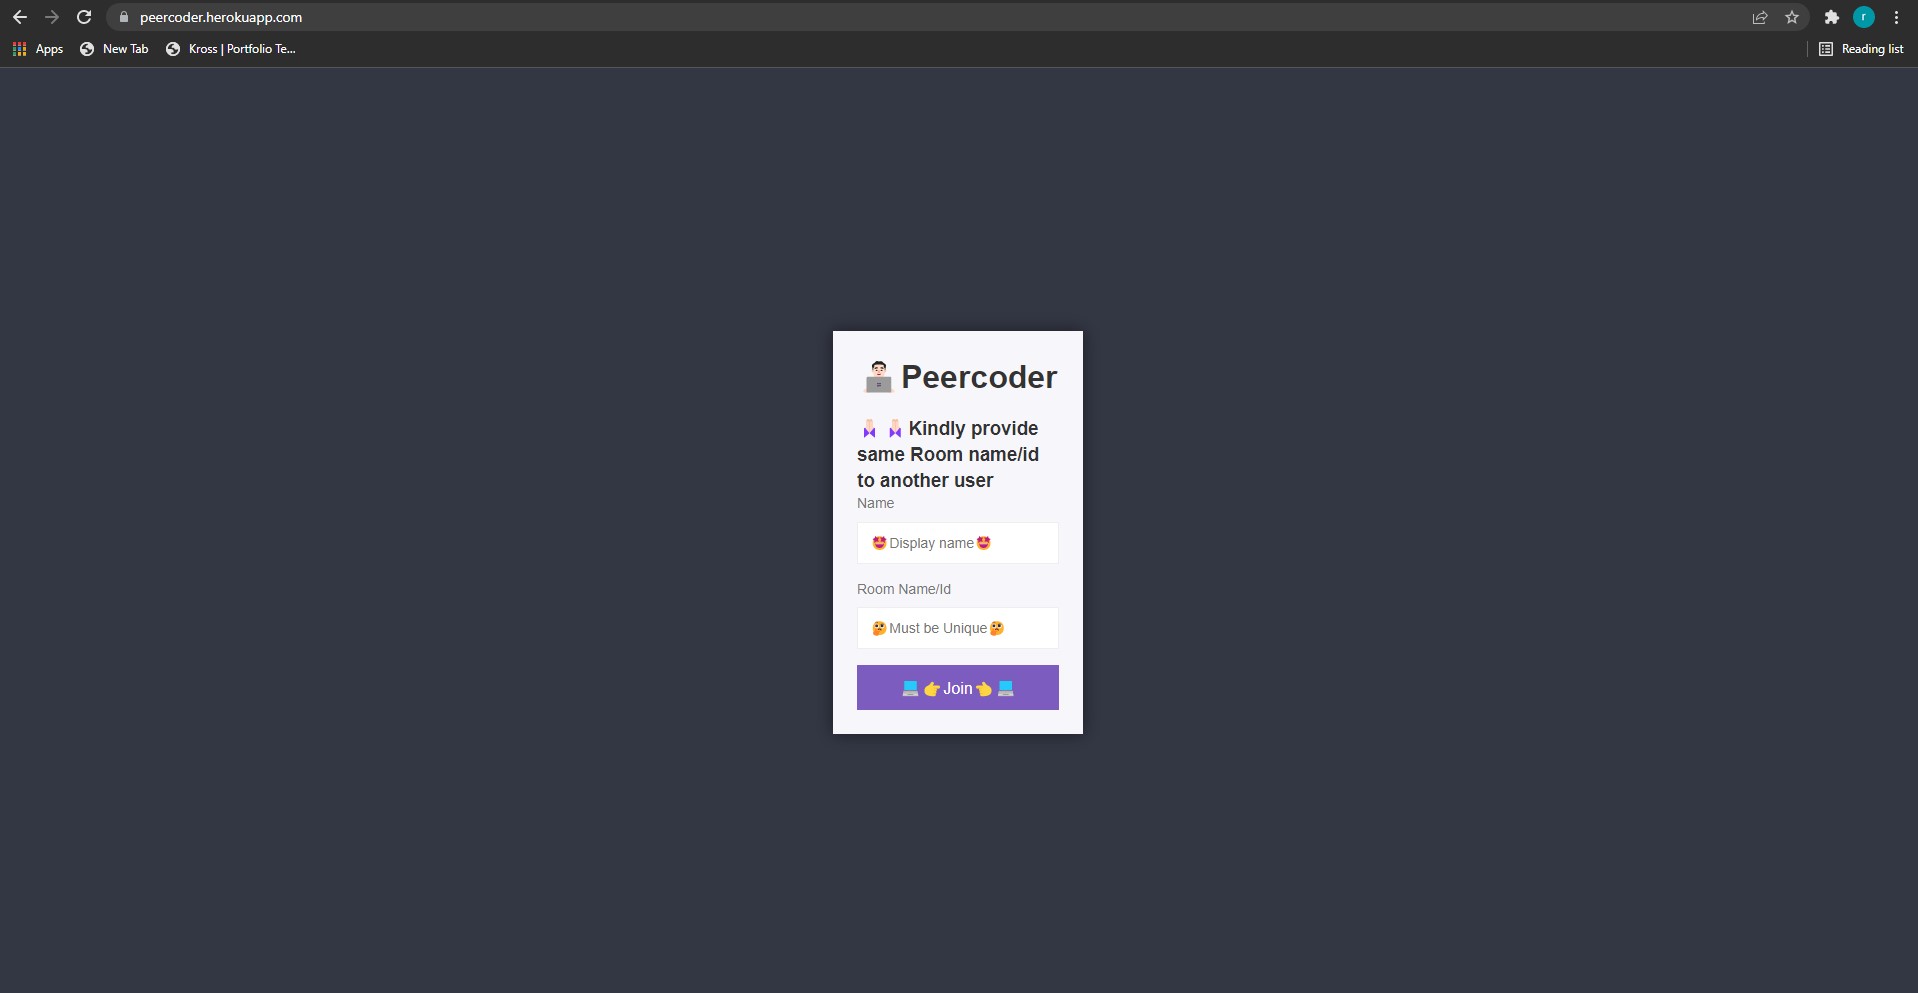 peercoder.herokuapp.com
r
Apps
New Tab
Kross | Portfolio Te...
Reading list
👨🏻‍💻Peercoder
🙏🏻🙏🏻Kindly provide
same Room name/id
to another user
Name
🤩Display name🤩
Room Name/Id
🤔Must be Unique🤔
💻👉Join👈💻